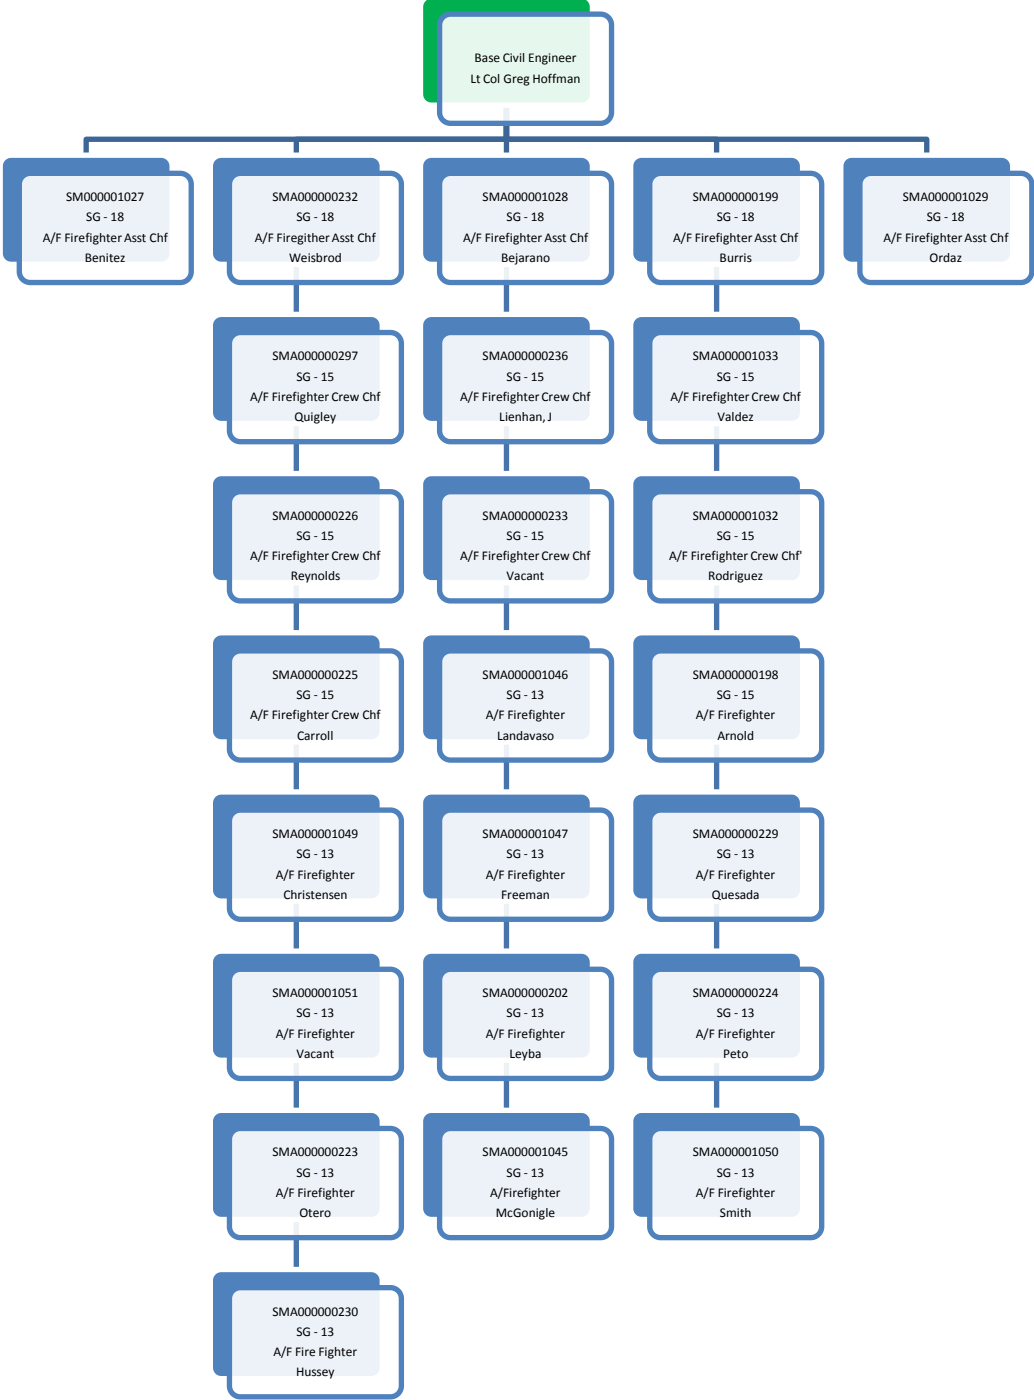 Base Civil Engineer
Lt Col Greg Hoffman
SM000001027
SG - 18
A/F Firefighter Asst Chf
Benitez
SMA000000232
SG - 18
A/F Firegither Asst Chf
Weisbrod
SMA000001028
SG - 18
A/F Firefighter Asst Chf
Bejarano
SMA000000199
SG - 18
A/F Firefighter Asst Chf
Burris
SMA000001029
SG - 18
A/F Firefighter Asst Chf
Ordaz
SMA000000297
SG - 15
A/F Firefighter Crew Chf
Quigley
SMA000000236
SG - 15
A/F Firefighter Crew Chf
Lienhan, J
SMA000001033
SG - 15
A/F Firefighter Crew Chf
Valdez
SMA000000226
SG - 15
A/F Firefighter Crew Chf
Reynolds
SMA000000233
SG - 15
A/F Firefighter Crew Chf
Vacant
SMA000001032
SG - 15
A/F Firefighter Crew Chf'
Rodriguez
SMA000000225
SG - 15
A/F Firefighter Crew Chf
Carroll
SMA000001046
SG - 13
A/F Firefighter
Landavaso
SMA000000198
SG - 15
A/F Firefighter
Arnold
SMA000001049
SG - 13
A/F Firefighter
Christensen
SMA000001047
SG - 13
A/F Firefighter
Freeman
SMA000000229
SG - 13
A/F Firefighter
Quesada
SMA000001051
SG - 13
A/F Firefighter
Vacant
SMA000000202
SG - 13
A/F Firefighter
Leyba
SMA000000224
SG - 13
A/F Firefighter
Peto
SMA000000223
SG - 13
A/F Firefighter
Otero
SMA000001045
SG - 13
A/Firefighter
McGonigle
SMA000001050
SG - 13
A/F Firefighter
Smith
SMA000000230
SG - 13
A/F Fire Fighter
Hussey